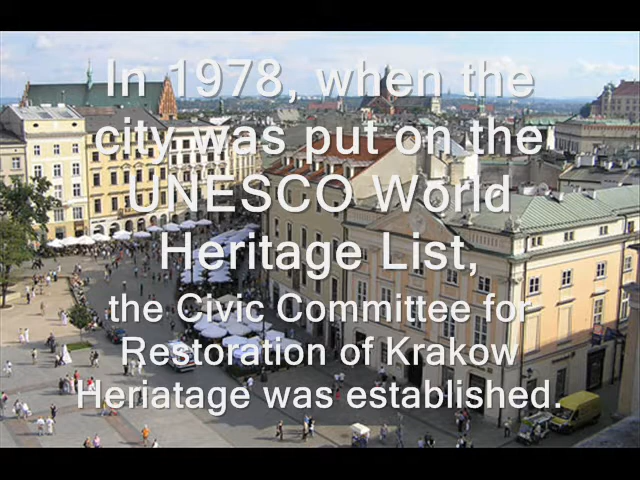 In 1978, when the
city was put on the
UNESCO World
Heritage List,
the Civic Committee for
Restoration of Krakow
Heriatage was established.